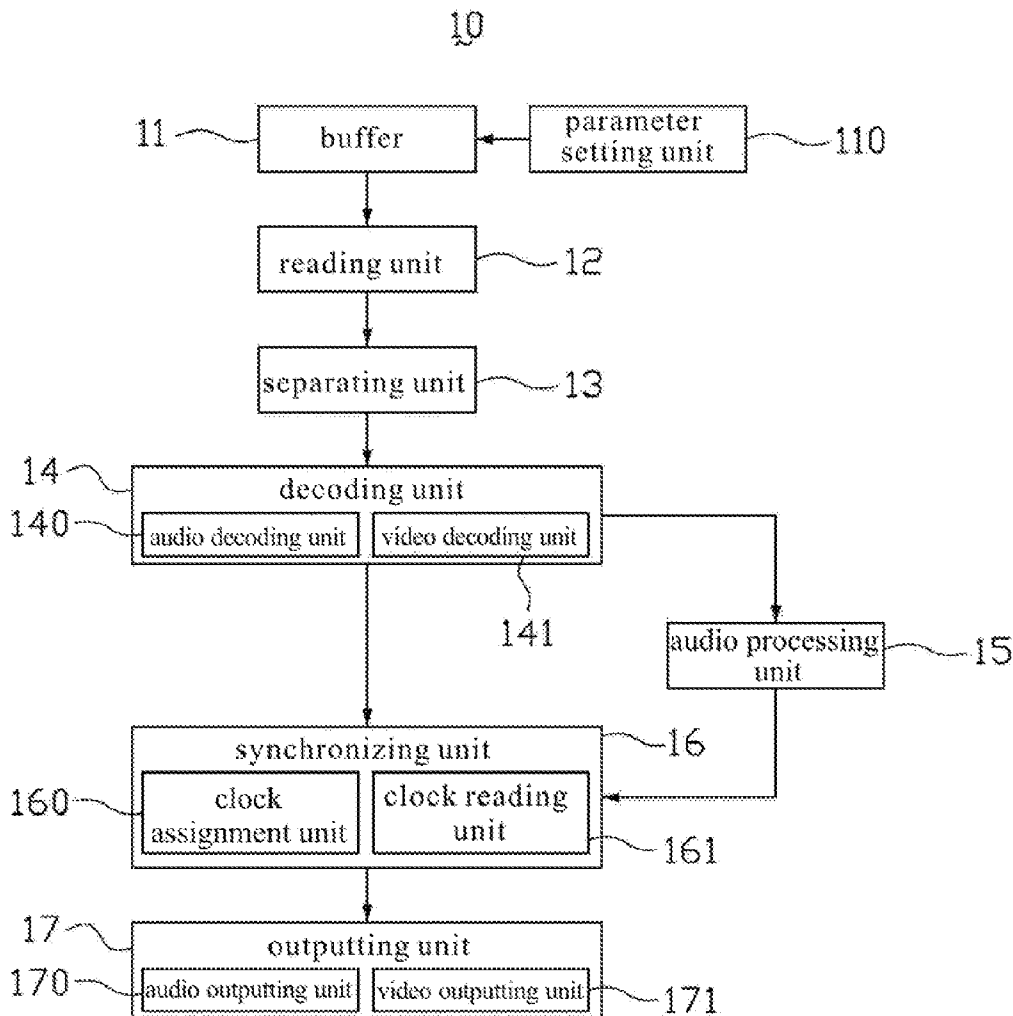 10
11
buffer
parameter
setting unit
110
reading unit
12
separating unit
13
14
decoding unit
140
audio decoding unit
video decoding unit
141
audio processing
unit
15
synchronizing unit
16
160
clock
assignment unit
clock reading
unit
161
17
outputting unit
170
audio outputting unit
video outputting unit
171